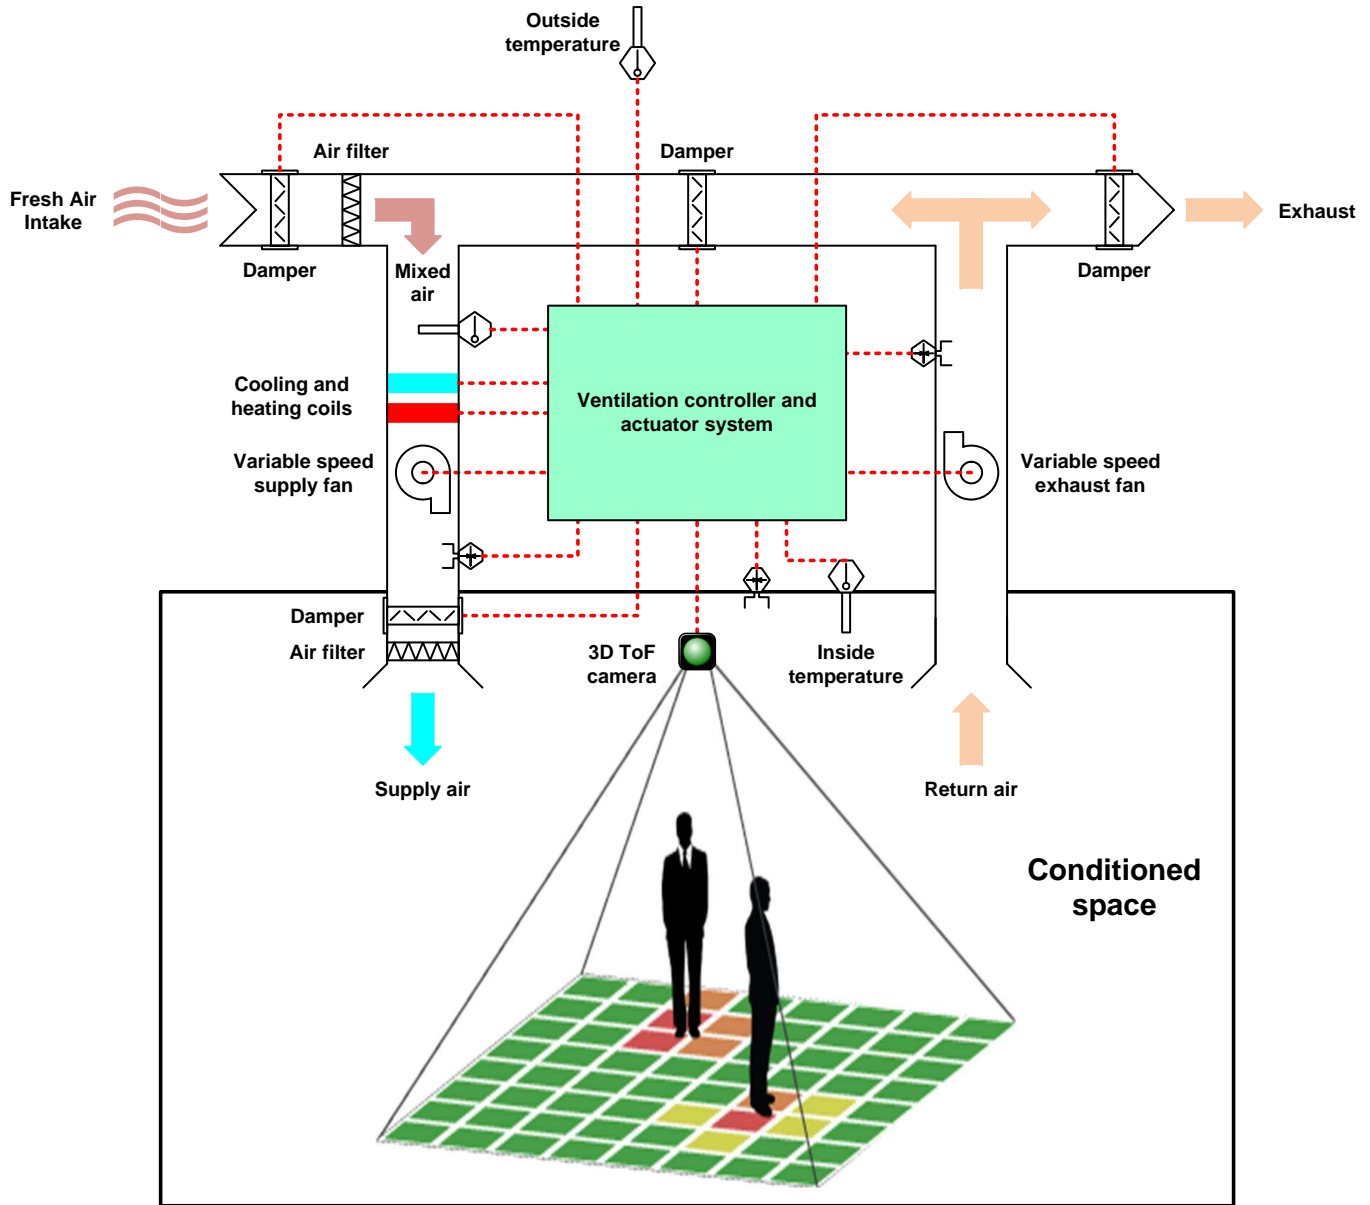 Outside
temperature
Air filter
Damper
Fresh Air
Intake
Exhaust
Damper
Mixed
air
Damper
Cooling and
heating coils
Ventilation controller and
actuator system
Variable speed
supply fan
Variable speed
exhaust fan
Damper
Air filter
3D ToF
camera
Inside
temperature
Supply air
Return air
Conditioned
space